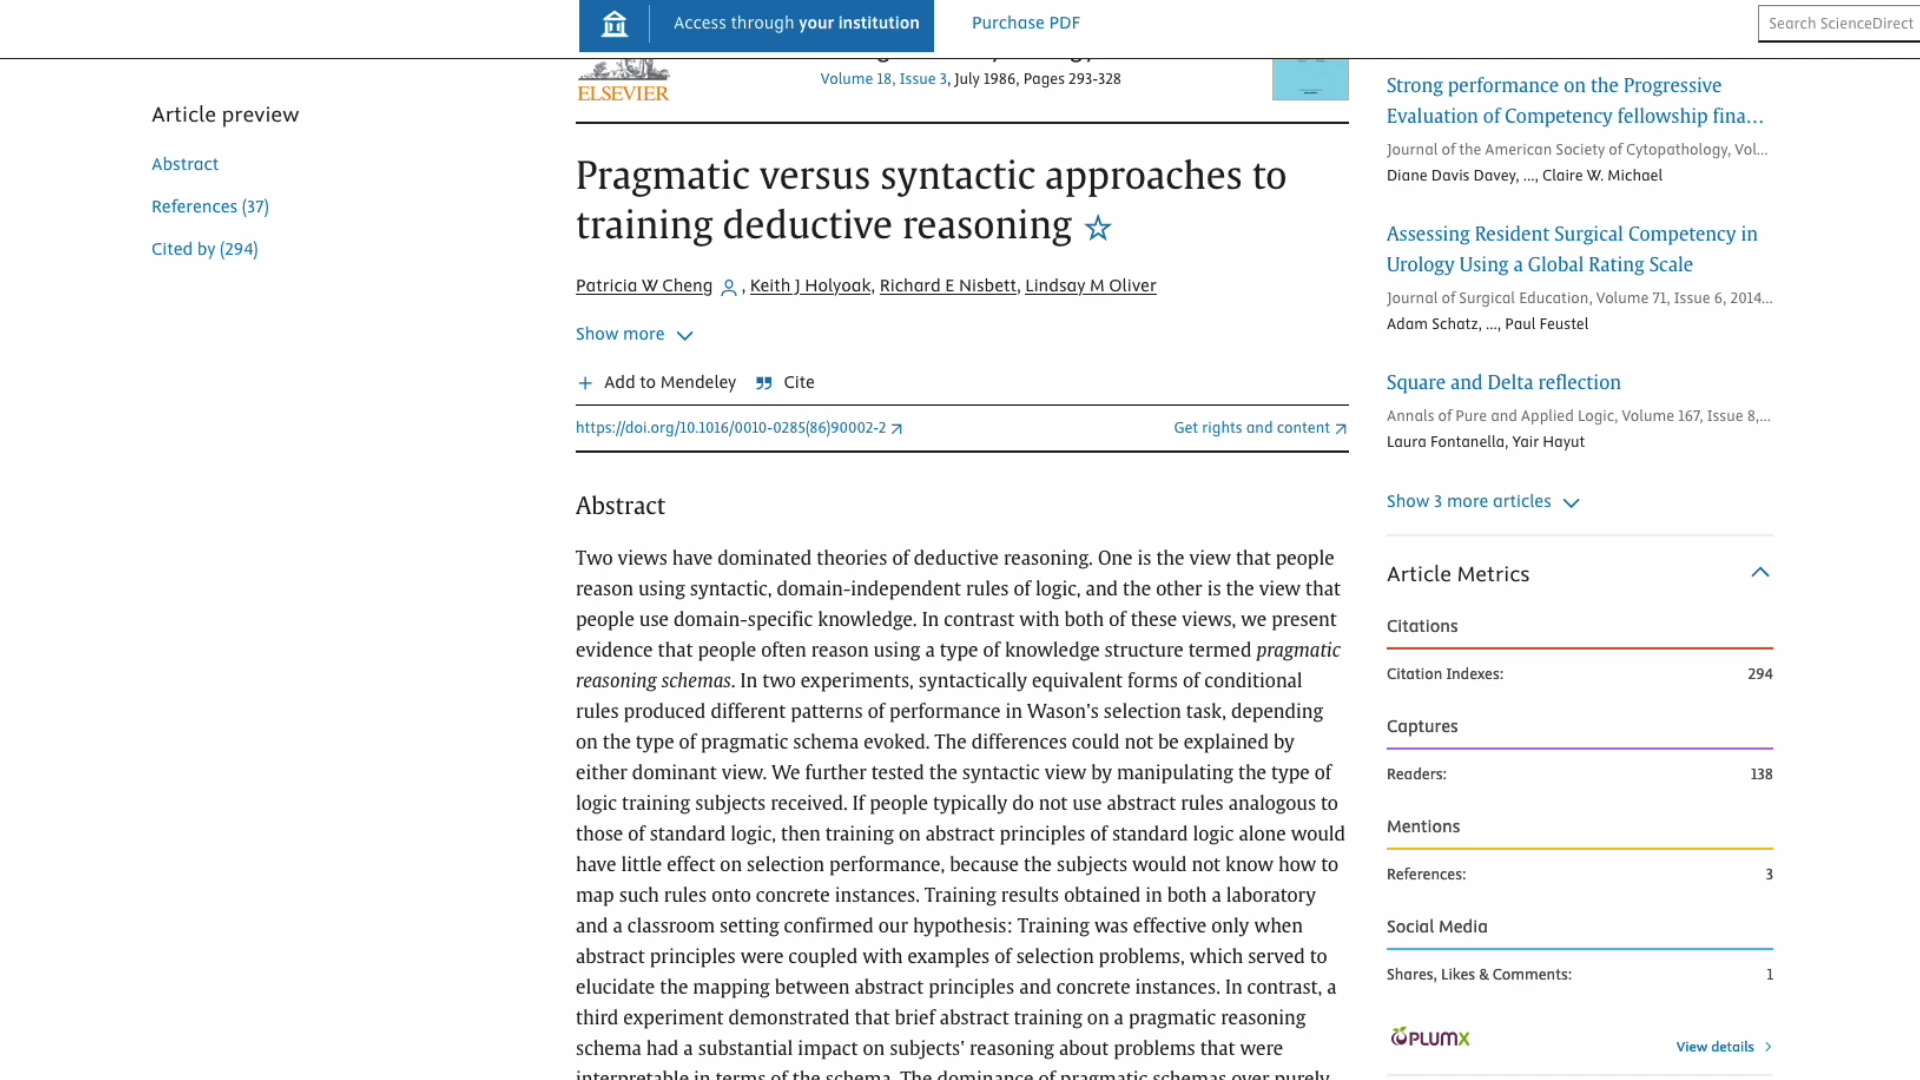 Access through your institution
Purchase PDF
Search ScienceDirect
Article preview
Abstract
References (37)
Cited by (294)
ELSEVIER
Volume 18, Issue 3, July 1986, Pages 293-328
Pragmatic versus syntactic approaches to
training deductive reasoning ☆
Patricia W Cheng , Keith J Holyoak, Richard E Nisbett, Lindsay M Oliver
Show more
+ Add to Mendeley Cite
https://doi.org/10.1016/0010-0285(86)90002-2
Get rights and content
Abstract
Two views have dominated theories of deductive reasoning. One is the view that people
reason using syntactic, domain-independent rules of logic, and the other is the view that
people use domain-specific knowledge. In contrast with both of these views, we present
evidence that people often reason using a type of knowledge structure termed pragmatic
reasoning schemas. In two experiments, syntactically equivalent forms of conditional
rules produced different patterns of performance in Wason's selection task, depending
on the type of pragmatic schema evoked. The differences could not be explained by
either dominant view. We further tested the syntactic view by manipulating the type of
logic training subjects received. If people typically do not use abstract rules analogous to
those of standard logic, then training on abstract principles of standard logic alone would
have little effect on selection performance, because the subjects would not know how to
map such rules onto concrete instances. Training results obtained in both a laboratory
and a classroom setting confirmed our hypothesis: Training was effective only when
abstract principles were coupled with examples of selection problems, which served to
elucidate the mapping between abstract principles and concrete instances. In contrast, a
third experiment demonstrated that brief abstract training on a pragmatic reasoning
schema had a substantial impact on subjects' reasoning about problems that were
interpretable in terms of the schema. The dominance of pragmatic schemas over purely
Strong performance on the Progressive
Evaluation of Competency fellowship fina…
Journal of the American Society of Cytopathology, Vol...
Diane Davis Davey, ..., Claire W. Michael
Assessing Resident Surgical Competency in
Urology Using a Global Rating Scale
Journal of Surgical Education, Volume 71, Issue 6, 2014...
Adam Schatz, ..., Paul Feustel
Square and Delta reflection
Annals of Pure and Applied Logic, Volume 167, Issue 8,...
Laura Fontanella, Yair Hayut
Show 3 more articles
Article Metrics
Citations
Citation Indexes: 294
Captures
Readers: 138
Mentions
References: 3
Social Media
Shares, Likes & Comments: 1
PLUMX
View details